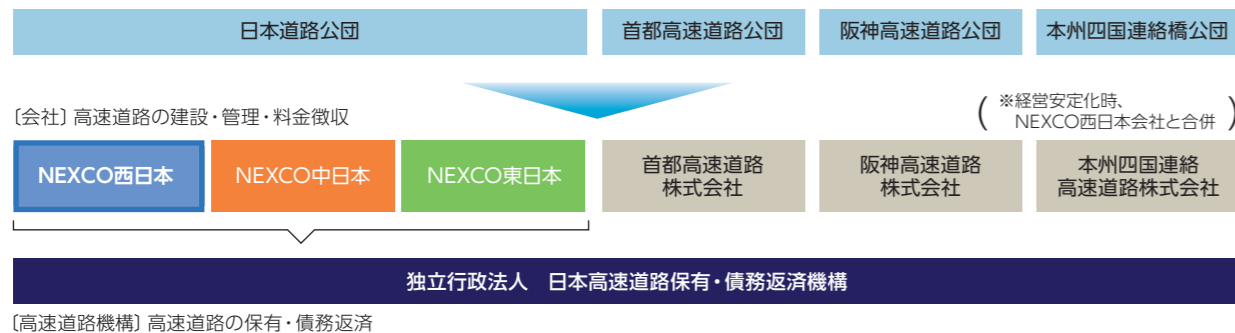 日本道路公団
首都高速道路公団
阪神高速道路公団
本州四国連絡橋公団
〔会社〕高速道路の建設・管理・料金徴収
(※経営安定化時、
NEXCO西日本会社と合併)
NEXCO西日本
NEXCO中日本
NEXCO東日本
首都高速道路
株式会社
阪神高速道路
株式会社
本州四国連絡
高速道路株式会社
独立行政法人　日本高速道路保有・債務返済機構
〔高速道路機構〕高速道路の保有・債務返済